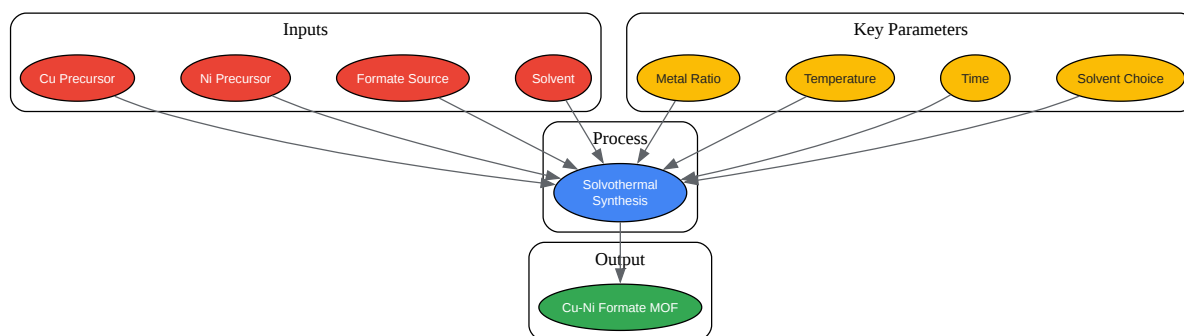 Inputs
Key Parameters
Cu Precursor
Ni Precursor
Formate Source
Solvent
Metal Ratio
Temperature
Time
Solvent Choice
Process
Solvothermal
Synthesis
Output
Cu-Ni Formate MOF